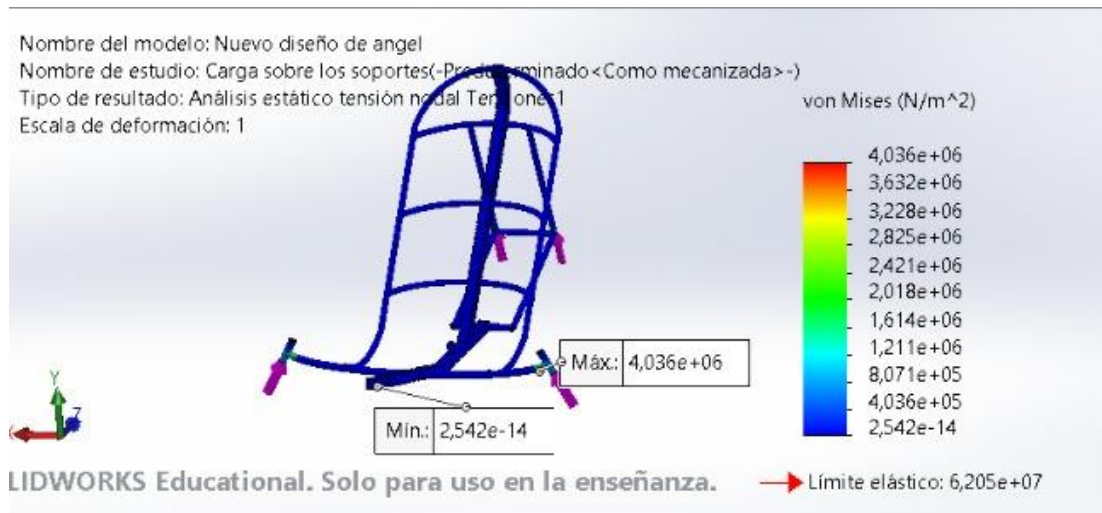 Nombre del modelo: Nuevo diseño de angel
Nombre de estudio: Carga sobre los soportes(-Predeterminado<Como mecanizada>-)
Tipo de resultado: Análisis estático tensión nodal Tensiones1
Escala de deformación: 1
von Mises (N/m^2)
4,036e+06
3,632e+06
3,228e+06
2,825e+06
2,421e+06
2,018e+06
1,614e+06
1,211e+06
8,071e+05
4,036e+05
2,542e-14
Máx.: 4,036e+06
Mín.: 2,542e-14
Y
Z
LIDWORKS Educational. Solo para uso en la enseñanza.
Límite elástico: 6,205e+07